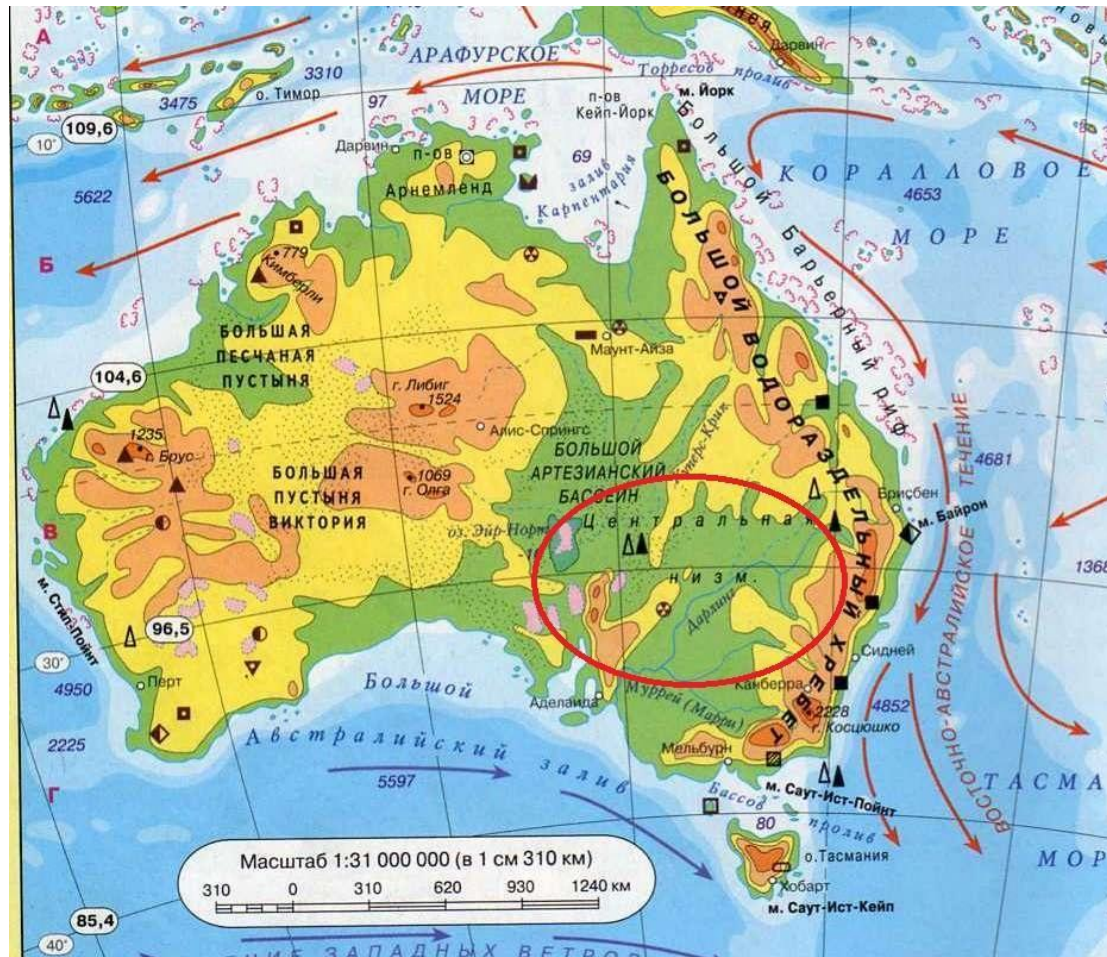 А
АРАФУРСКОЕ
МОРЕ
3310
3475
о. Тимор
97
Торресов пролив
Дарвин
м. Йорк
п-ов
Кейп-Йорк
109,6
10°
Дарвин
п-ов
Арнемленд
69
залив
Карпентария
Большой Барьерный риф
КОРАЛЛОВОЕ
МОРЕ
4653
5622
Б
779
Кимберли
БОЛЬШАЯ
ПЕСЧАНАЯ
ПУСТЫНЯ
БОЛЬШОЙ ВОДОРАЗДЕЛЬНЫЙ ХРЕБЕТ
Маунт-Айза
104,6
г. Либиг
1524
Алис-Спрингс
1235
г. Брус
БОЛЬШАЯ
ПУСТЫНЯ
ВИКТОРИЯ
1069
г. Олга
БОЛЬШОЙ
АРТЕЗИАНСКИЙ
БАССЕЙН
4681
Брисбен
м. Байрон
В
оз. Эйр-Норт
Центральная
низм.
1368
ВОСТОЧНО-АВСТРАЛИЙСКОЕ ТЕЧЕНИЕ
м. Стип-Пойнт
96,5
30°
Дарлинг
Сидней
4950
Перт
Большой
Австралийский залив
Аделаида
Муррей (Марри)
Канберра
2228
г. Косцюшко
4852
2225
Мельбурн
5597
Г
м. Саут-Ист-Пойнт
Бассов пролив
80
ТАСМА
МОР
о.Тасмания
Хобарт
м. Саут-Ист-Кейп
Масштаб 1:31 000 000 (в 1 см 310 км)
310 0 310 620 930 1240 км
85,4
40°
ЗАПАДНЫХ ВЕТРО